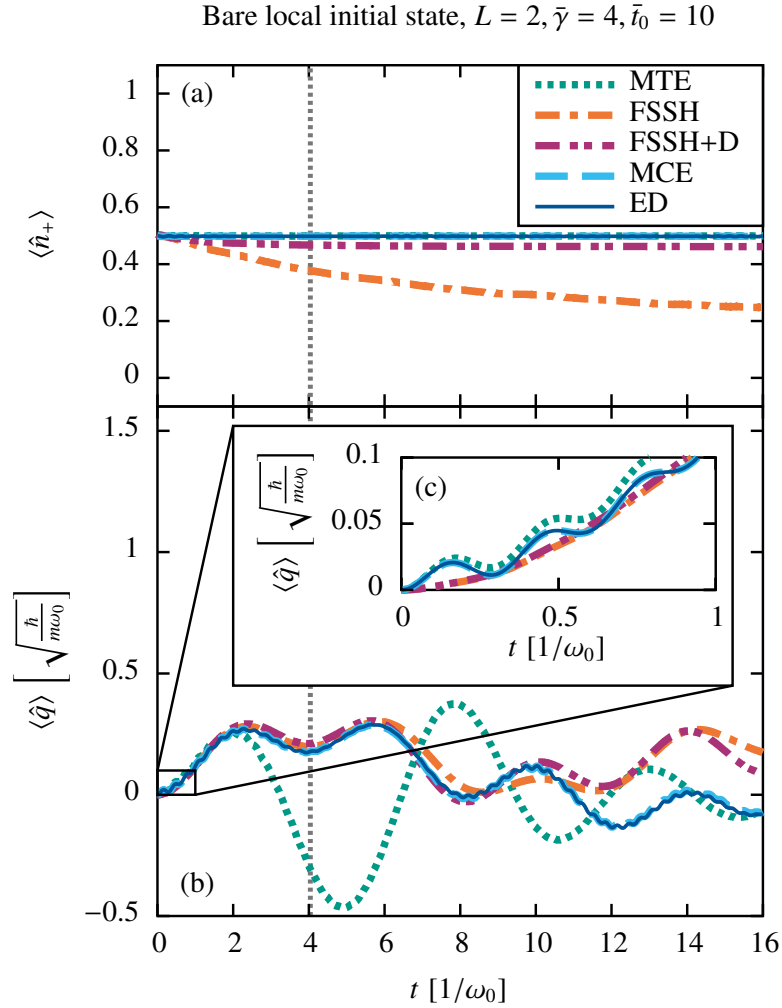 Bare local initial state, L = 2, γ̄ = 4, t̄₀ = 10
(a)
MTE
FSSH
FSSH+D
MCE
ED
1
0.8
0.6
0.4
0.2
0
⟨n̂₊⟩
(b)
1.5
1
0.5
0
−0.5
⟨q̂⟩ [√(ħ/mω₀)]
(c)
0.1
0.05
0
⟨q̂⟩ [√(ħ/mω₀)]
0 0.5 1
t [1/ω₀]
0 2 4 6 8 10 12 14 16
t [1/ω₀]